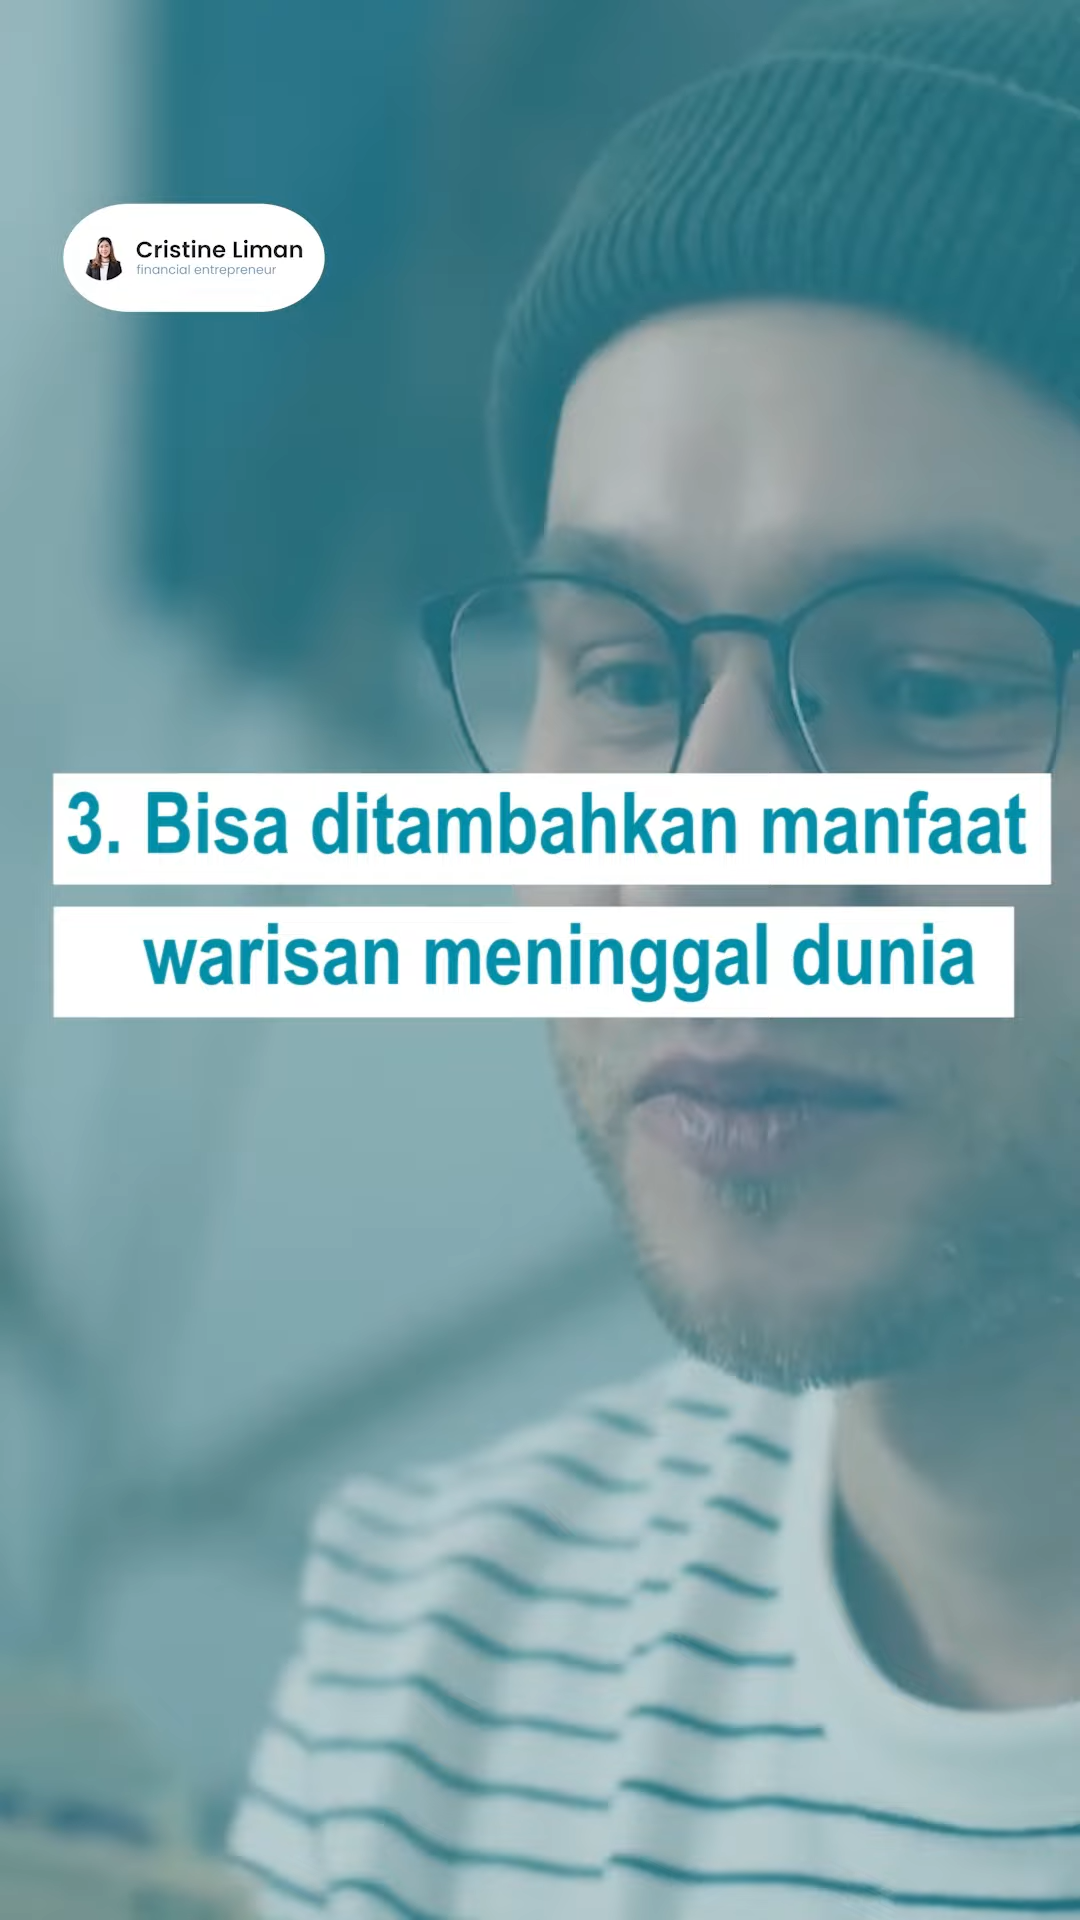 Cristine Liman
financial entrepreneur
3. Bisa ditambahkan manfaat
warisan meninggal dunia